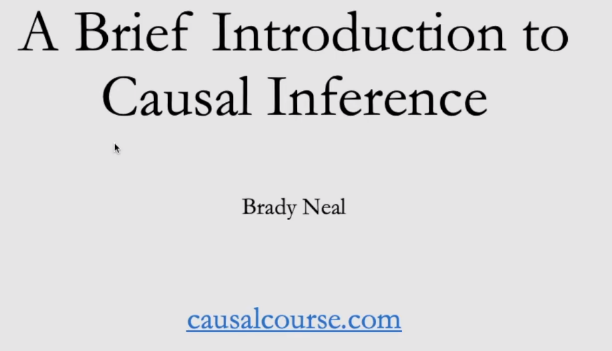 A Brief Introduction to
Causal Inference
Brady Neal
causalcourse.com